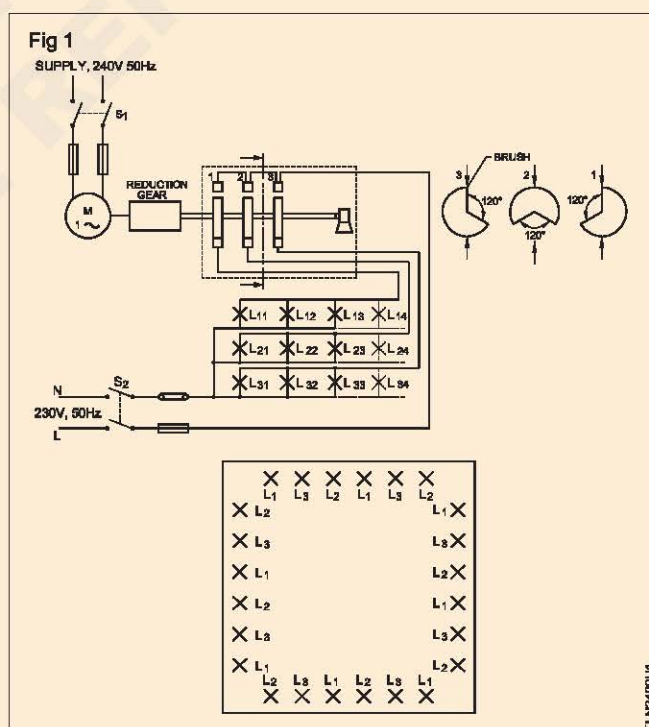 Fig 1
SUPPLY, 240V 50Hz
S1
REDUCTION
GEAR
M
1 ~
1 2 3
3 BRUSH 2 1
120° 120° 120°
L11 L12 L13 L14
L21 L22 L23 L24
L31 L32 L33 L34
N S2
230V, 50Hz
L
L1 L3 L2 L1 L3 L2
L2 L1
L3 L3
L1 L2
L2 L1
L3 L3
L1 L2
L2 L3 L1 L2 L3 L1